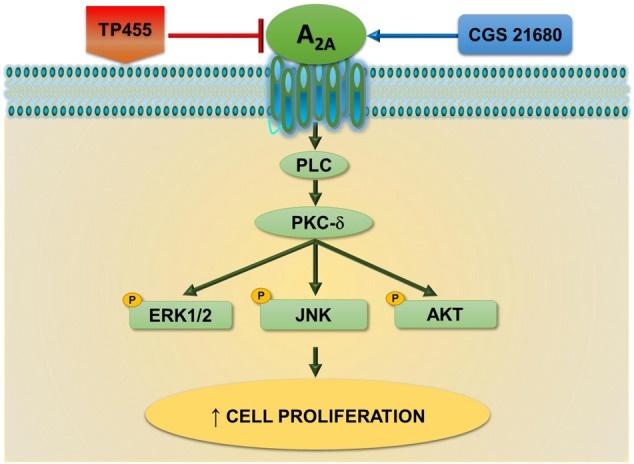 TP455
A2A
CGS 21680
PLC
PKC-δ
P
P
P
ERK1/2
JNK
AKT
↑ CELL PROLIFERATION